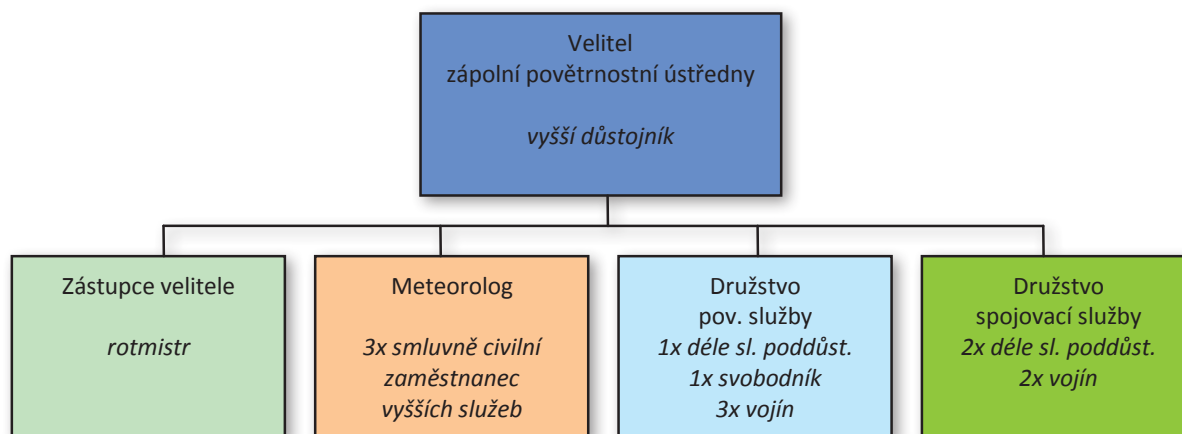 Velitel
zápolní povětrnostní ústředny
vyšší důstojník
Zástupce velitele
rotmistr
Meteorolog
3x smluvně civilní
zaměstnanec
vyšších služeb
Družstvo
pov. služby
1x déle sl. poddůst.
1x svobodník
3x vojín
Družstvo
spojovací služby
2x déle sl. poddůst.
2x vojín